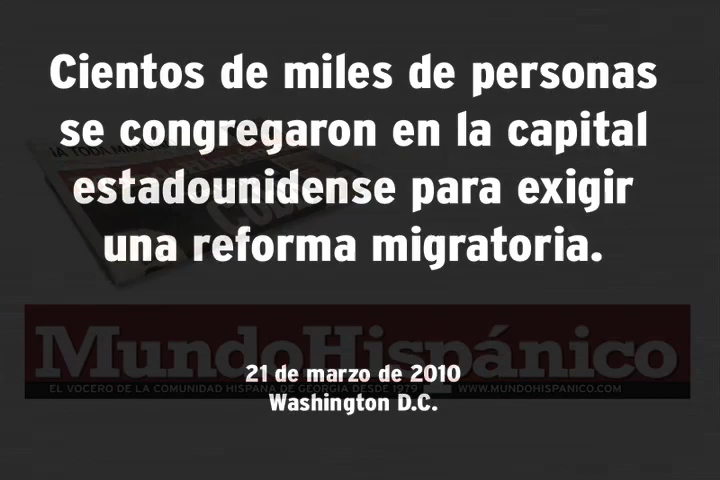 Cientos de miles de personas
se congregaron en la capital
estadounidense para exigir
una reforma migratoria.
MundoHispánico
21 de marzo de 2010
EL VOCERO DE LA COMUNIDAD HISPANA DE GEORGIA DESDE 1979 WWW.MUNDOHISPANICO.COM
Washington D.C.